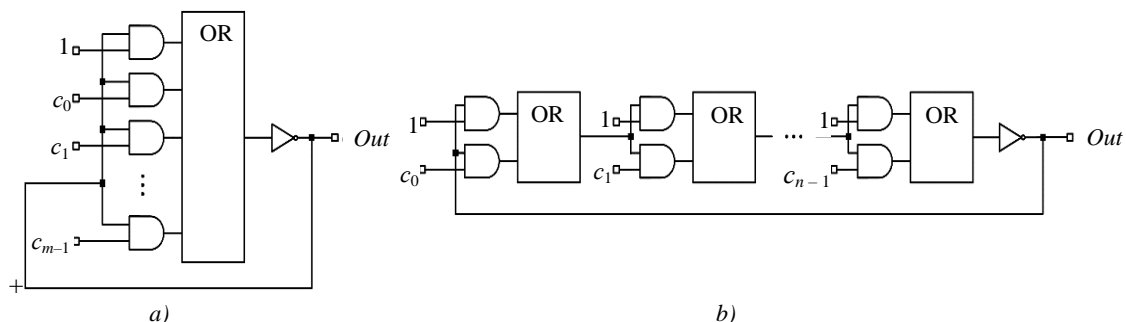 OR
1
c0
c1
Out
cm–1
+
a)
OR
OR
OR
1
1
1
c0
c1
cn – 1
...
Out
b)